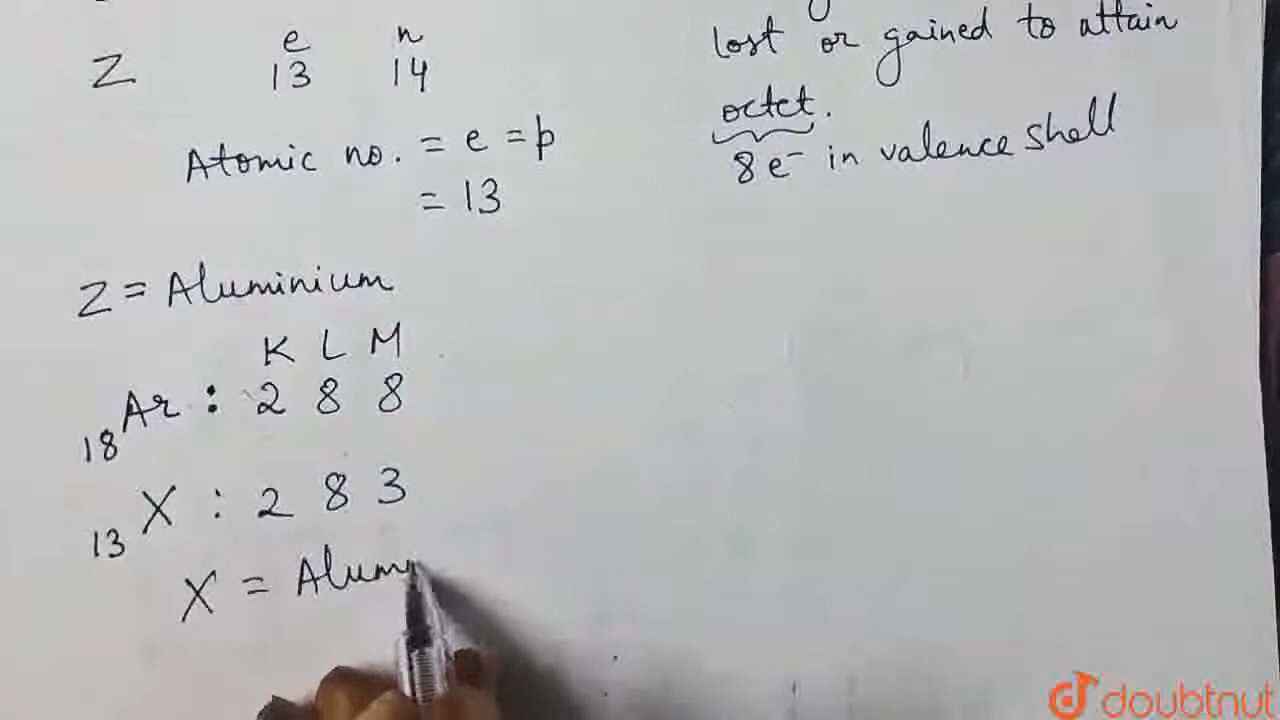 e n
Z 13 14
Atomic no. = e = p
= 13
Z = Aluminium
K L M
18Ar : 2 8 8
13X : 2 8 3
X = Alum
lost or gained to attain
octet.
8 e⁻ in valence shell
doubtnut